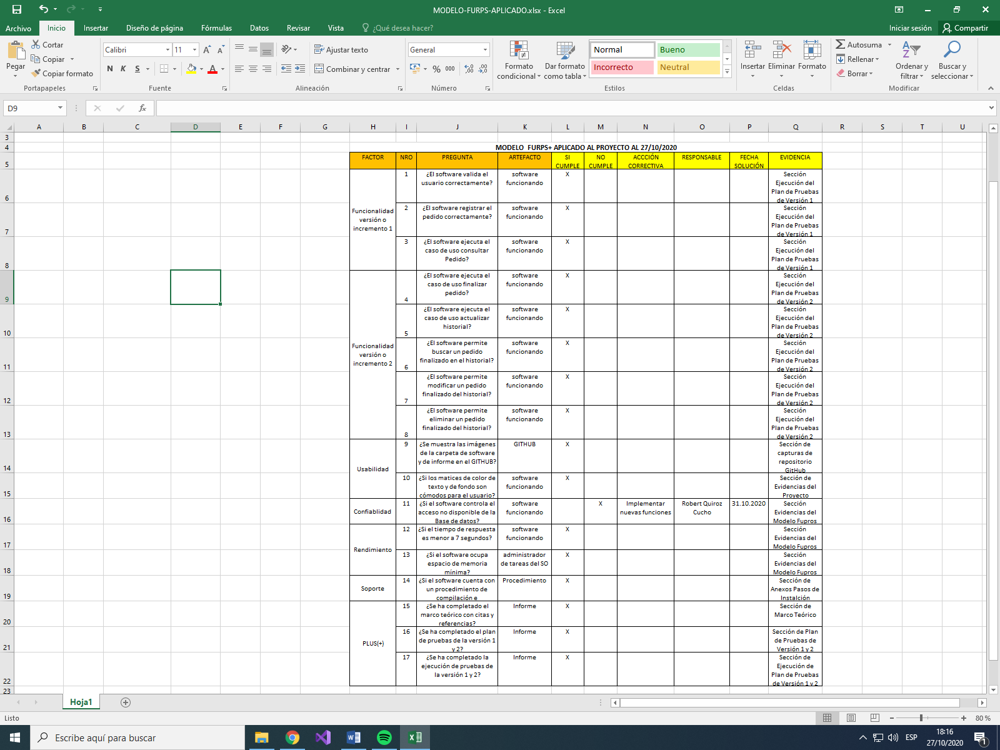 MODELO-FURPS-APLICADO.xlsx - Excel
Archivo Inicio Insertar Diseño de página Fórmulas Datos Revisar Vista ¿Qué desea hacer? Iniciar sesión Compartir
Pegar
Cortar
Copiar
Copiar formato
Portapapeles
Calibri 11
N K S
Fuente
Ajustar texto
Combinar y centrar
Alineación
General
% 000
Número
Formato condicional
Dar formato como tabla
Normal Bueno
Incorrecto Neutral
Estilos
Insertar Eliminar Formato
Celdas
Autosuma
Rellenar
Borrar
Ordenar y filtrar
Buscar y seleccionar
Modificar
D9 fx
A B C D E F G H I J K L M N O P Q R S T U
3
4 MODELO FURPS+ APLICADO AL PROYECTO AL 27/10/2020
5 FACTOR NRO PREGUNTA ARTEFACTO SI CUMPLE NO CUMPLE ACCCIÓN CORRECTIVA RESPONSABLE FECHA SOLUCIÓN EVIDENCIA
6 Funcionalidad versión o incremento 1 1 ¿El software valida el usuario correctamente? software funcionando X Sección Ejecución del Plan de Pruebas de Versión 1
7 2 ¿El software registrar el pedido correctamente? software funcionando X Sección Ejecución del Plan de Pruebas de Versión 1
8 3 ¿El software ejecuta el caso de uso consultar Pedido? software funcionando X Sección Ejecución del Plan de Pruebas de Versión 1
9 Funcionalidad versión o incremento 2 4 ¿El software ejecuta el caso de uso finalizar pedido? software funcionando X Sección Ejecución del Plan de Pruebas de Versión 2
10 5 ¿El software ejecuta el caso de uso actualizar historial? software funcionando X Sección Ejecución del Plan de Pruebas de Versión 2
11 6 ¿El software permite buscar un pedido finalizado en el historial? software funcionando X Sección Ejecución del Plan de Pruebas de Versión 2
12 7 ¿El software permite modificar un pedido finalizado del historial? software funcionando X Sección Ejecución del Plan de Pruebas de Versión 2
13 8 ¿El software permite eliminar un pedido finalizado del historial? software funcionando X Sección Ejecución del Plan de Pruebas de Versión 2
14 Usabilidad 9 ¿Se muestra las imágenes de la carpeta de software y de informe en el GITHUB? GITHUB X Sección de capturas de repositorio GitHub
15 10 ¿Si los matices de color de texto y de fondo son cómodos para el usuario? software funcionando X Sección de Evidencias del Proyecto
16 Confiablidad 11 ¿Si el software controla el acceso no disponible de la Base de datos? software funcionando X Implementar nuevas funciones Robert Quiroz Cucho 31.10.2020 Sección Evidencias del Modelo Fupros
17 Rendimiento 12 ¿Si el tiempo de respuesta es menor a 7 segundos? software funcionando X Sección Evidencias del Modelo Fupros
18 13 ¿Si el software ocupa espacio de memoria mínima? administrador de tareas del SO X Sección Evidencias del Modelo Fupros
19 Soporte 14 ¿Si el software cuenta con un procedimiento de compilación e Procedimiento X Sección de Anexos Pasos de Instalción
20 PLUS(+) 15 ¿Se ha completado el marco teórico con citas y referencias? Informe X Sección de Marco Teórico
21 16 ¿Se ha completado el plan de pruebas de la versión 1 y 2? Informe X Sección de Plan de Pruebas de Versión 1 y 2
22 17 ¿Se ha completado la ejecución de pruebas de la versión 1 y 2? Informe X Sección de Ejecución de Plan de Pruebas de Versión 1 y 2
23
Hoja1
Listo 80 %
Escribe aquí para buscar
ESP
18:16
27/10/2020
1